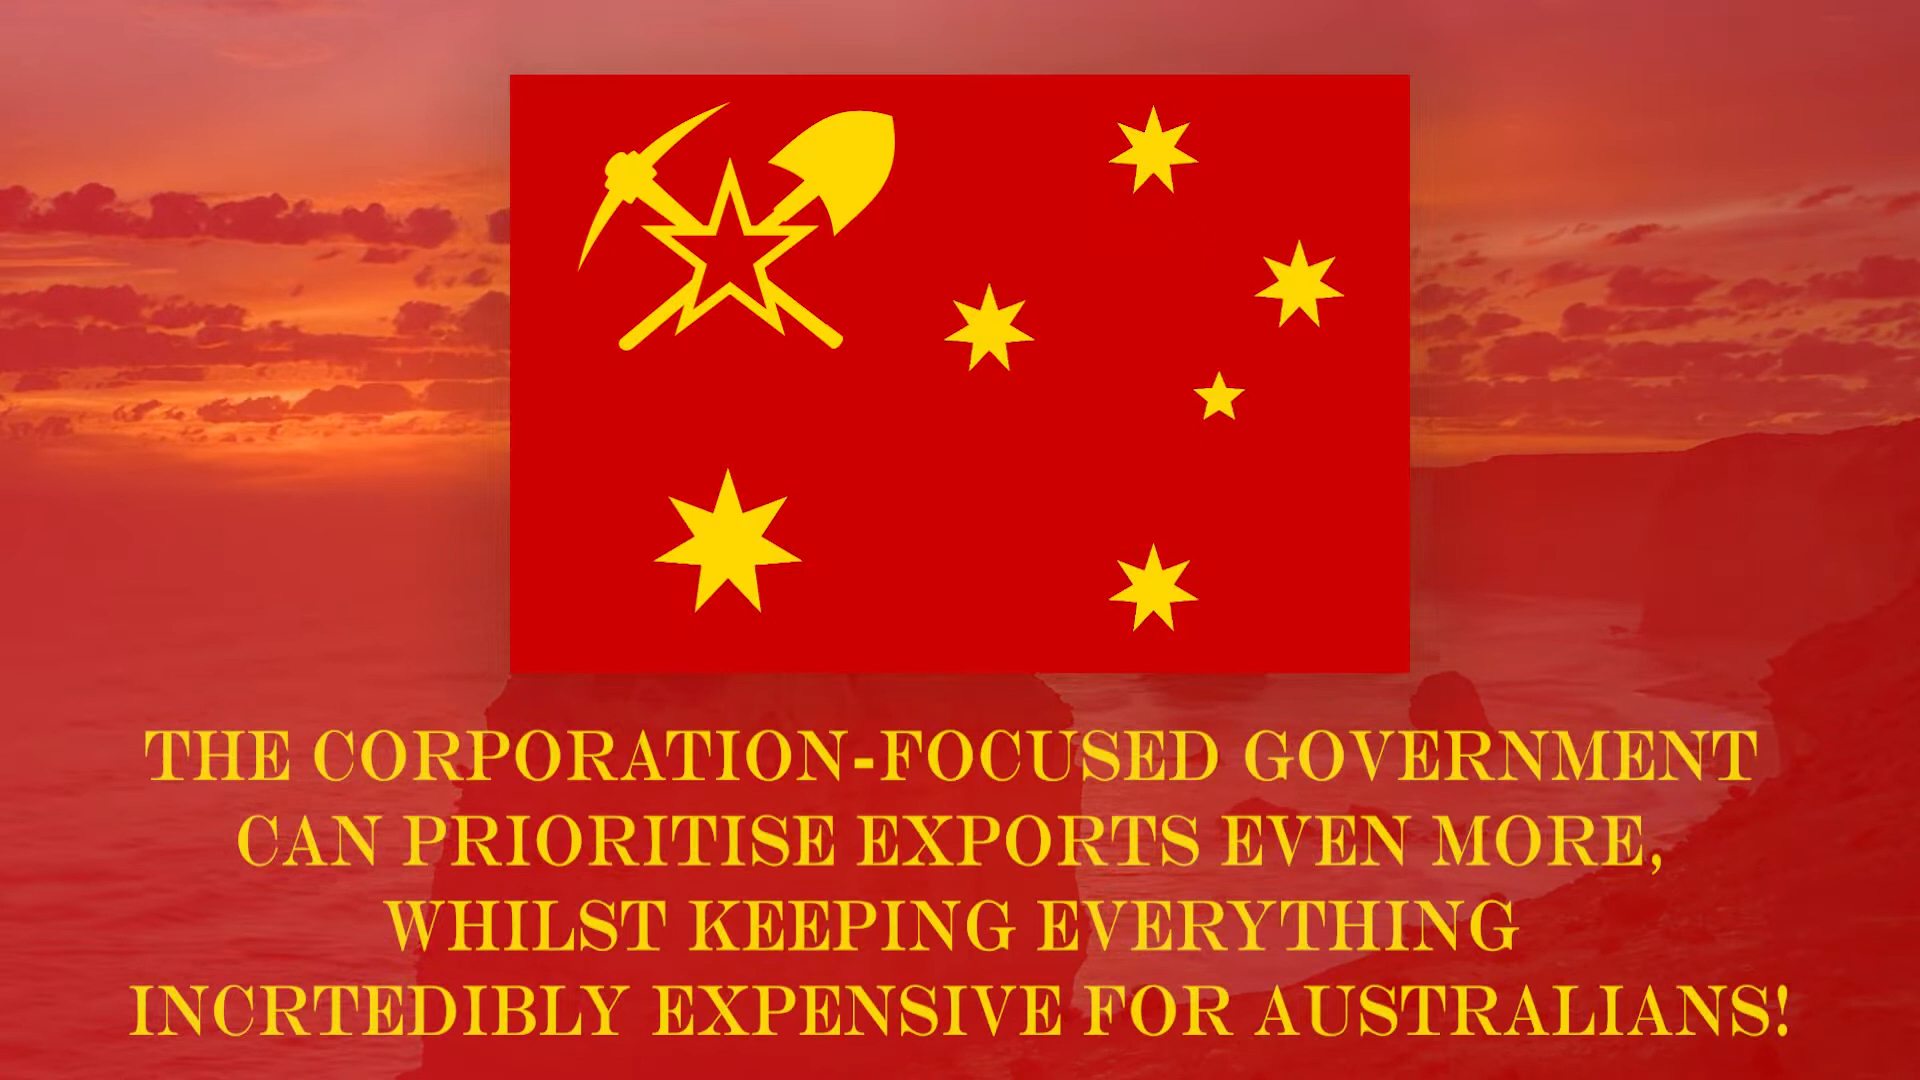 THE CORPORATION-FOCUSED GOVERNMENT
CAN PRIORITISE EXPORTS EVEN MORE,
WHILST KEEPING EVERYTHING
INCRTEDIBLY EXPENSIVE FOR AUSTRALIANS!